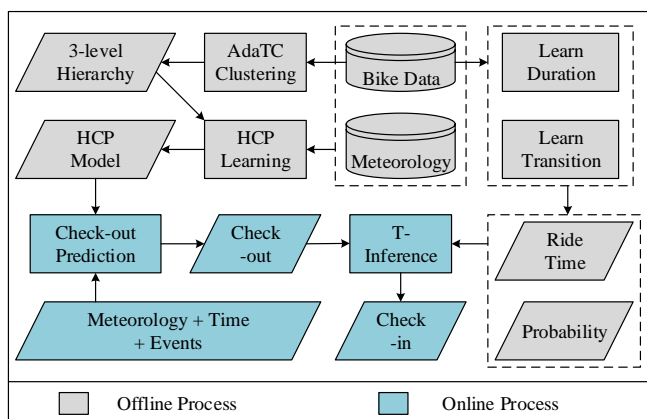 3-level
Hierarchy
AdaTC
Clustering
Bike Data
Learn
Duration
HCP
Model
HCP
Learning
Meteorology
Learn
Transition
Check-out
Prediction
Check
-out
T-
Inference
Ride
Time
Meteorology + Time
+ Events
Check
-in
Probability
Offline Process
Online Process